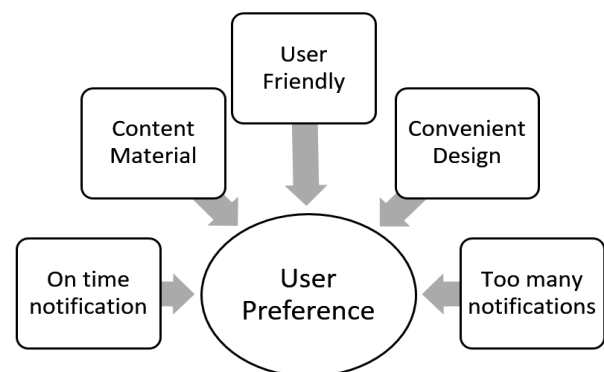 User
Friendly
Content
Material
Convenient
Design
On time
notification
User
Preference
Too many
notifications